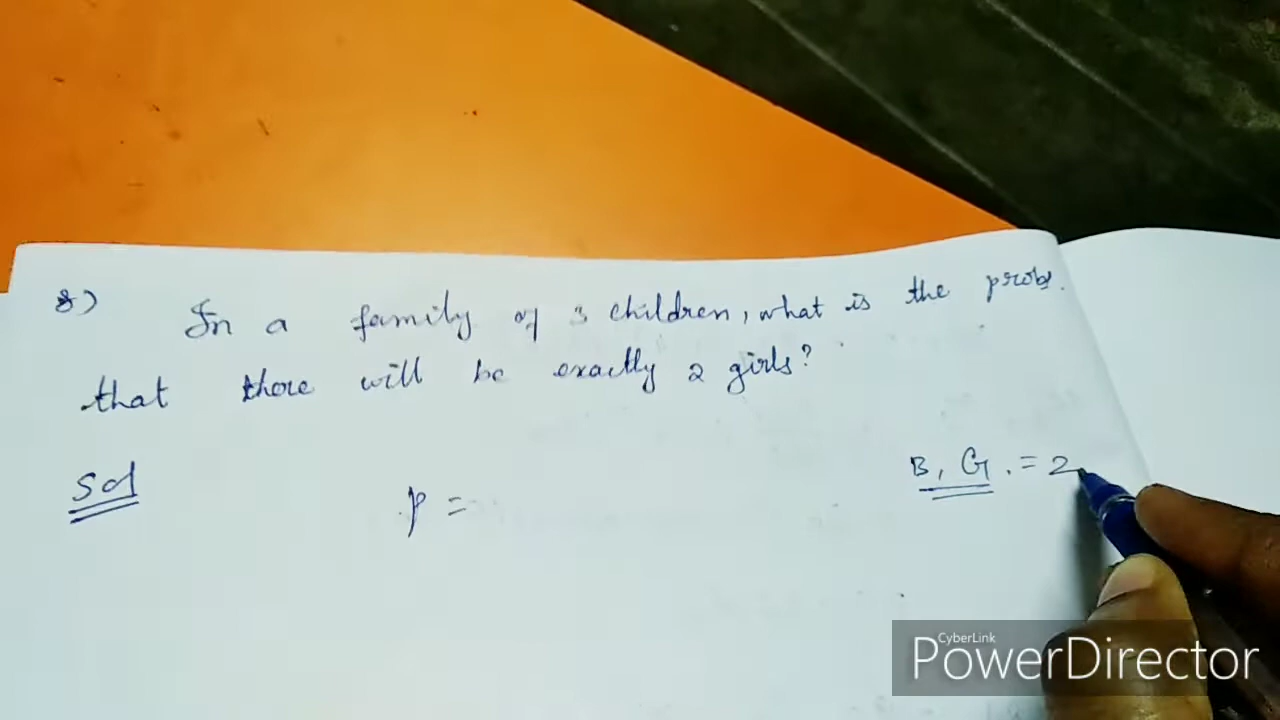 8) In a family of 3 children, what is the prob.
that there will be exactly 2 girls?
Sol p = B, G. = 2
CyberLink
PowerDirector